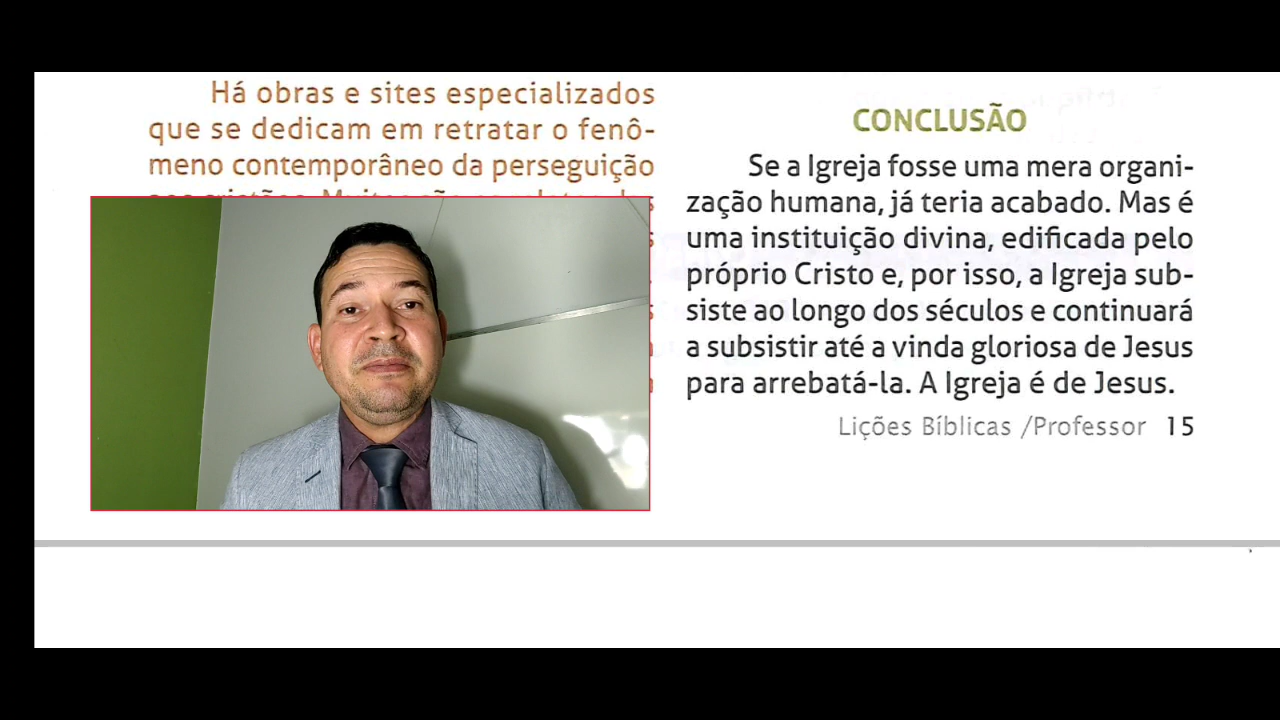 Há obras e sites especializados
que se dedicam em retratar o fenô-
meno contemporâneo da perseguição
CONCLUSÃO
Se a Igreja fosse uma mera organi-
zação humana, já teria acabado. Mas é
uma instituição divina, edificada pelo
próprio Cristo e, por isso, a Igreja sub-
siste ao longo dos séculos e continuará
a subsistir até a vinda gloriosa de Jesus
para arrebatá-la. A Igreja é de Jesus.
Lições Bíblicas /Professor 15